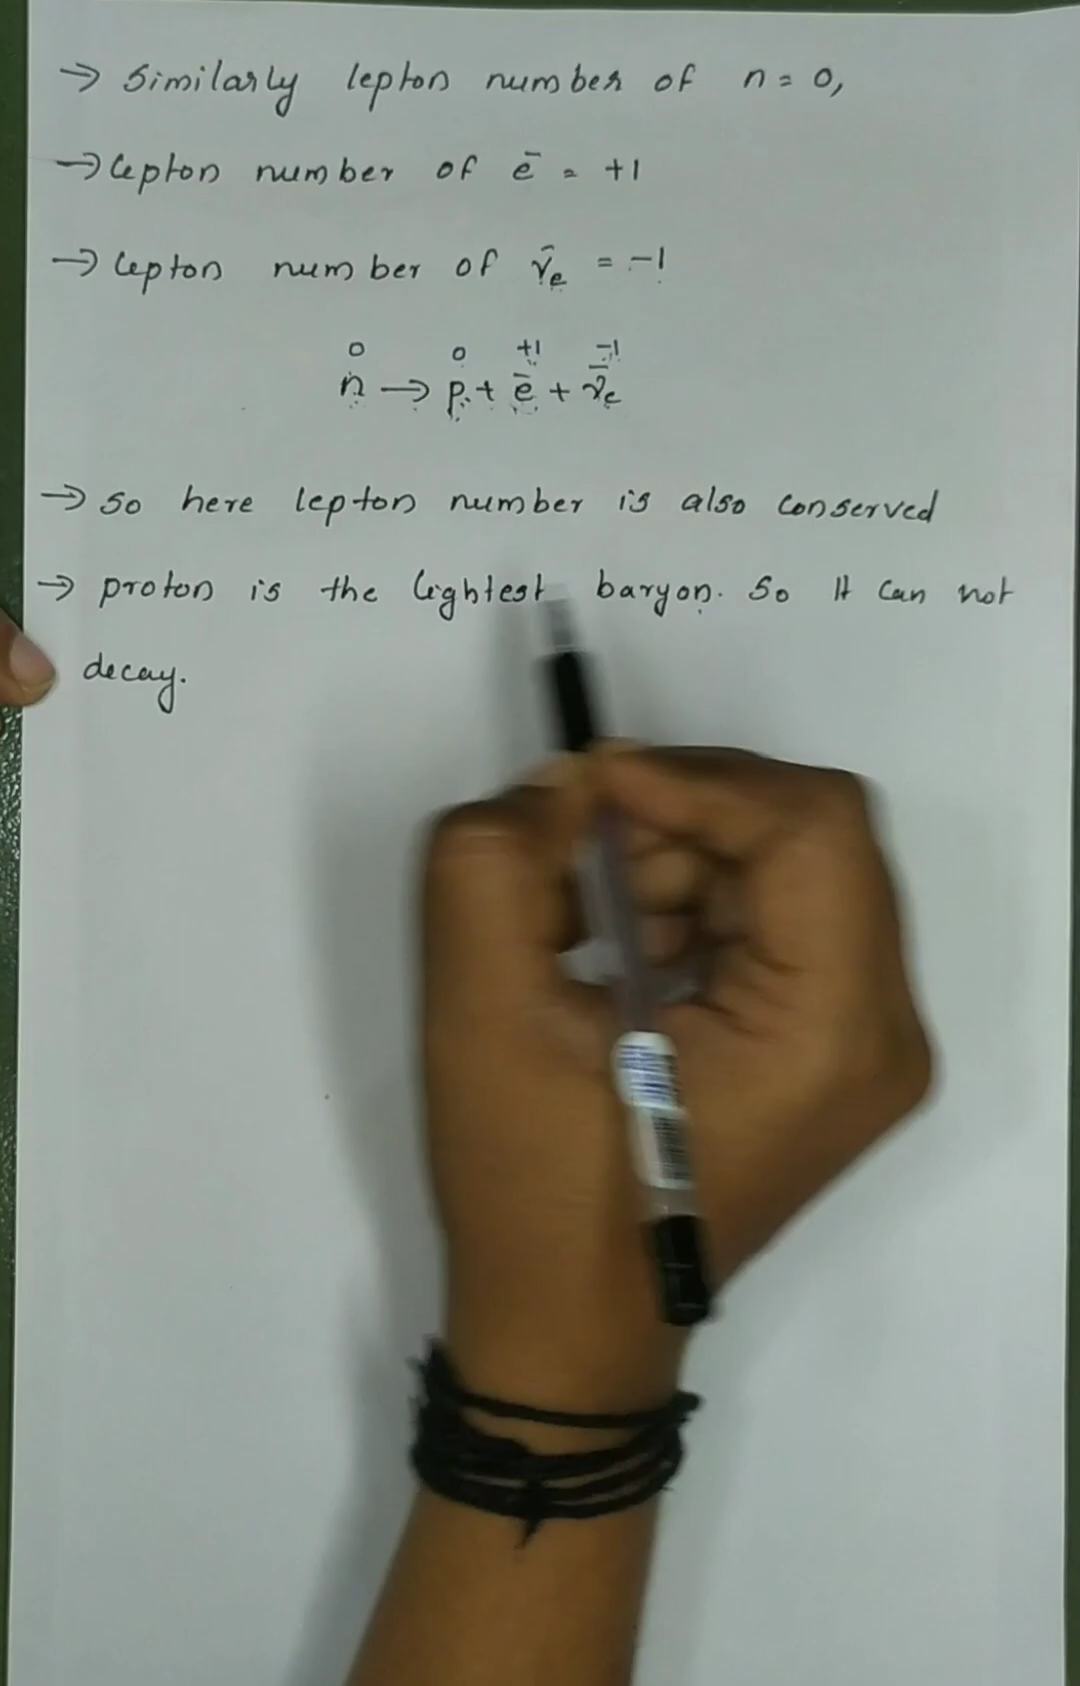 → Similarly lepton number of n = 0,
→ lepton number of e⁻ = +1
→ lepton number of ν̄e = -1
0 0 +1 -1
n → p + e⁻ + ν̄e
→ so here lepton number is also conserved
→ proton is the lightest baryon. So It can not
decay.